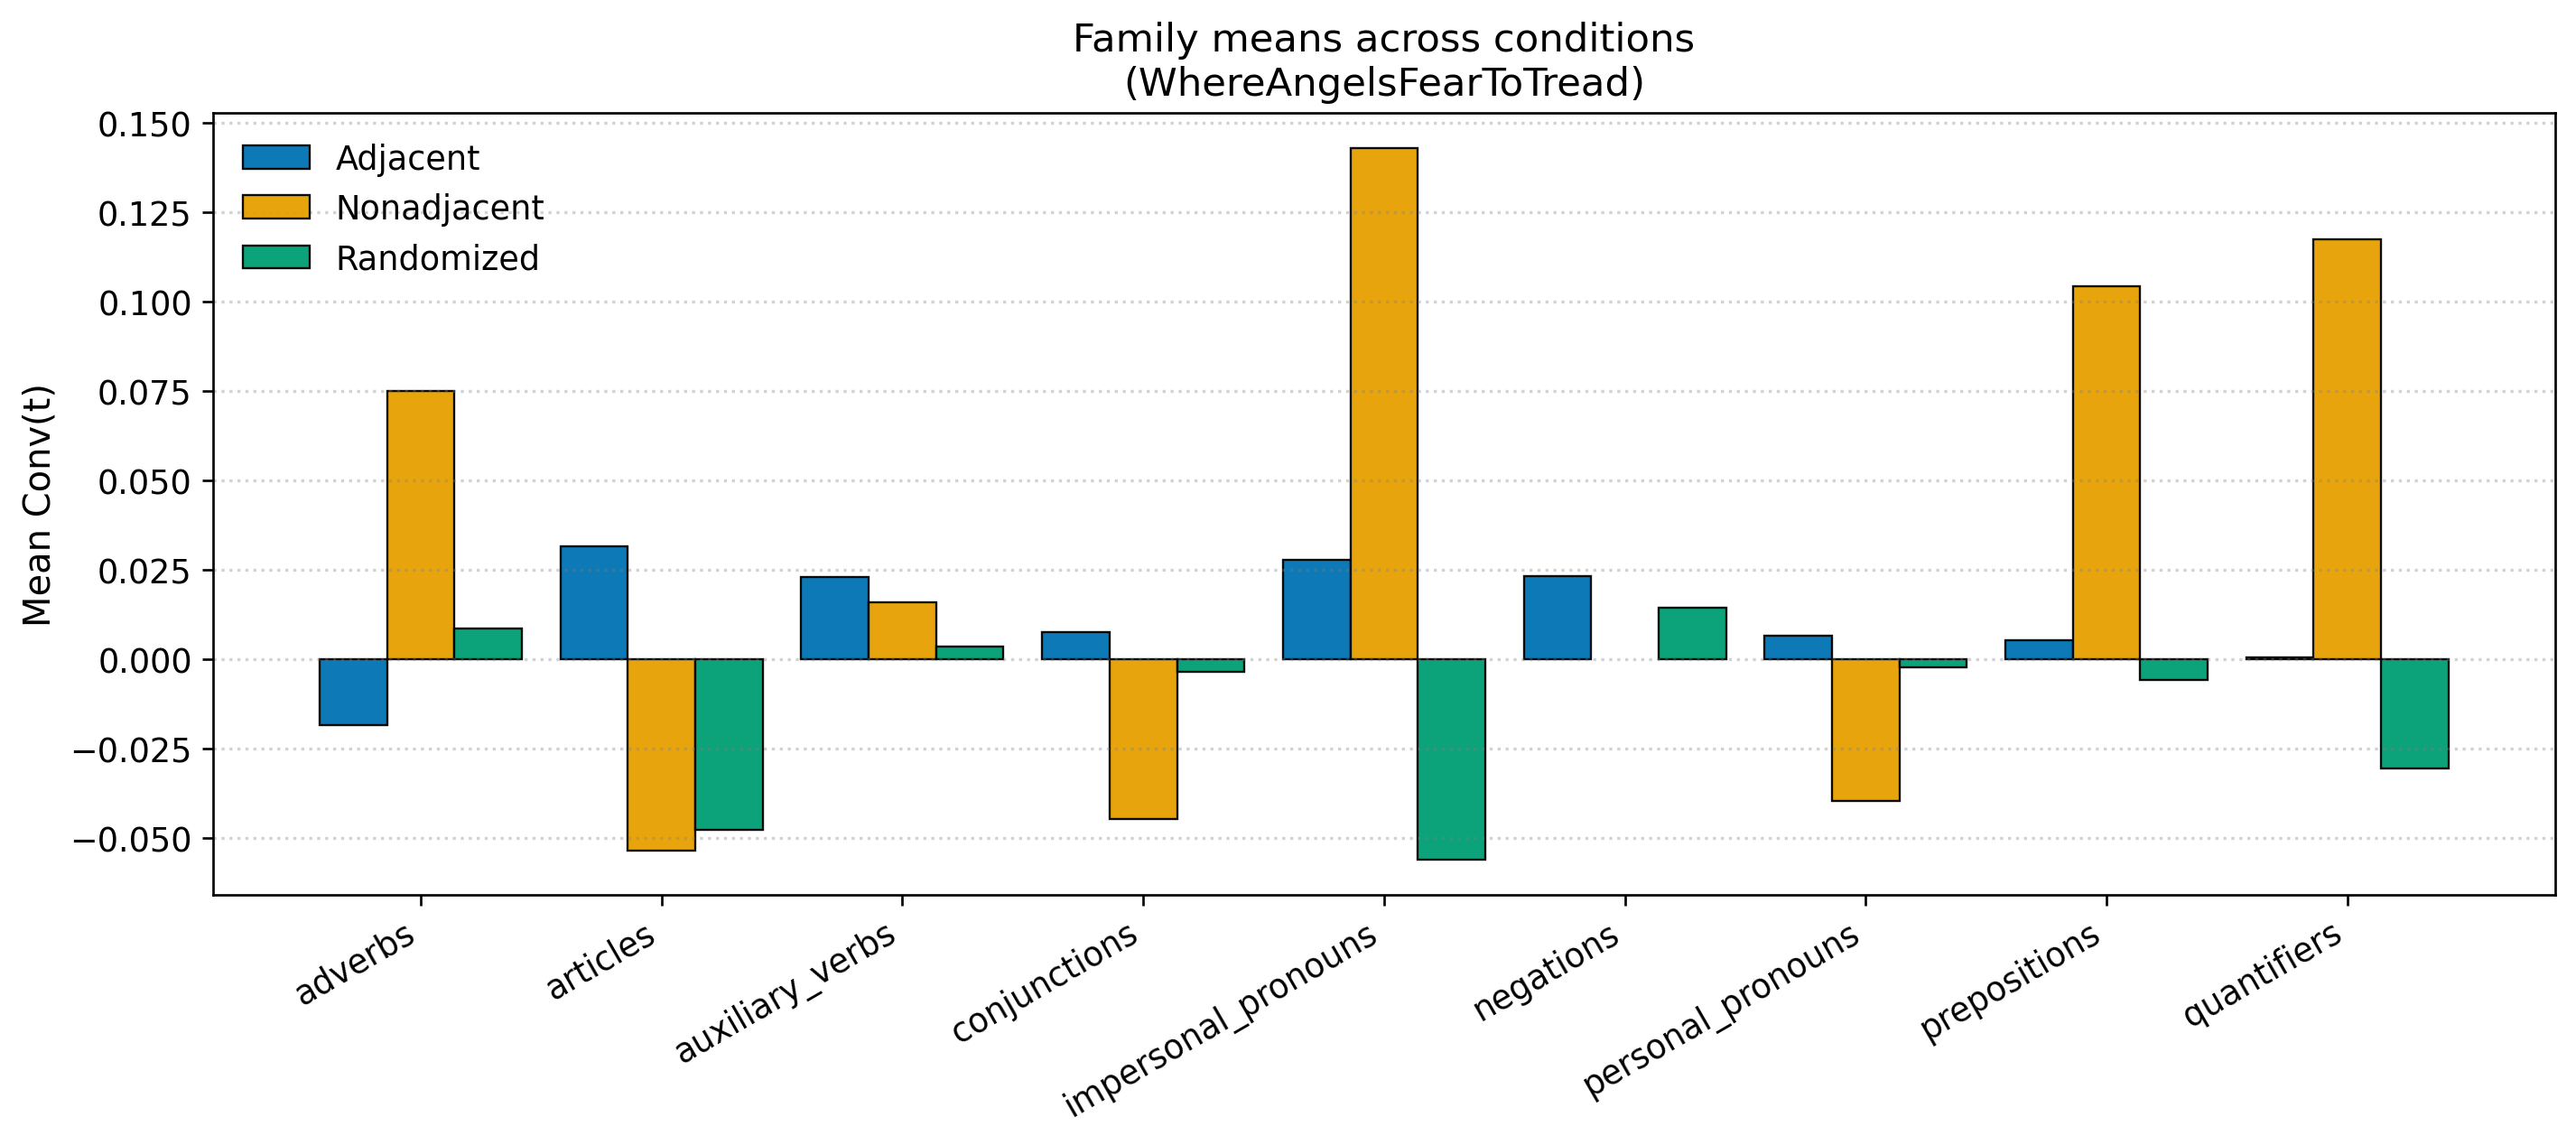 Family means across conditions
(WhereAngelsFearToTread)
Adjacent
Nonadjacent
Randomized
Mean Conv(t)
0.150
0.125
0.100
0.075
0.050
0.025
0.000
−0.025
−0.050
adverbs
articles
auxiliary_verbs
conjunctions
impersonal_pronouns
negations
personal_pronouns
prepositions
quantifiers